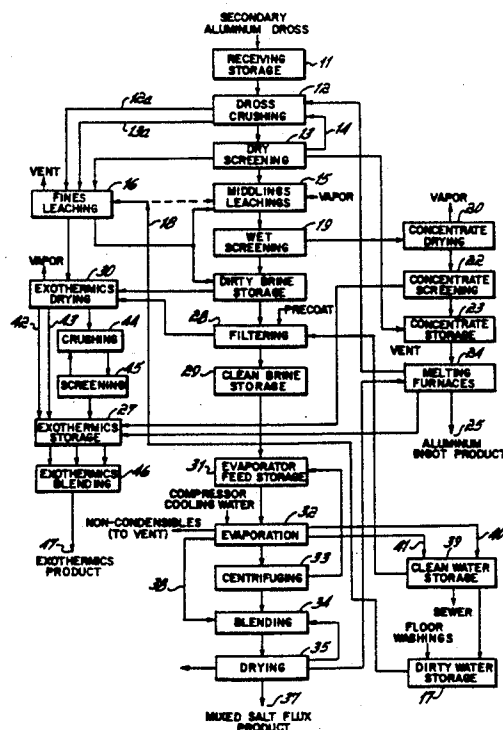 SECONDARY
ALUMINUM DROSS
RECEIVING
STORAGE
11
12a
12
DROSS
CRUSHING
13a
13
14
DRY SCREENING
VENT
16
15
FINES
LEACHING
MIDDLINGS
LEACHINGS
VAPOR
VAPOR
20
18
19
WET SCREENING
CONCENTRATE
DRYING
VAPOR
30
22
EXOTHERMICS
DRYING
DIRTY BRINE
STORAGE
CONCENTRATE
SCREENING
42
43
44
28
PRECOAT
23
CRUSHING
FILTERING
CONCENTRATE
STORAGE
45
29
VENT
24
SCREENING
CLEAN BRINE
STORAGE
MELTING
FURNACES
27
25
EXOTHERMICS
STORAGE
ALUMINUM
INGOT PRODUCT
46
31
EXOTHERMICS
BLENDING
EVAPORATOR
FEED STORAGE
COMPRESSOR
COOLING WATER
47
32
40
NON-CONDENSIBLES
(TO VENT)
EVAPORATION
41
39
EXOTHERMICS
PRODUCT
33
CLEAN WATER
STORAGE
38
CENTRIFUGING
34
SEWER
BLENDING
FLOOR
WASHINGS
35
DRYING
DIRTY WATER
STORAGE
37
17
MIXED SALT FLUX
PRODUCT